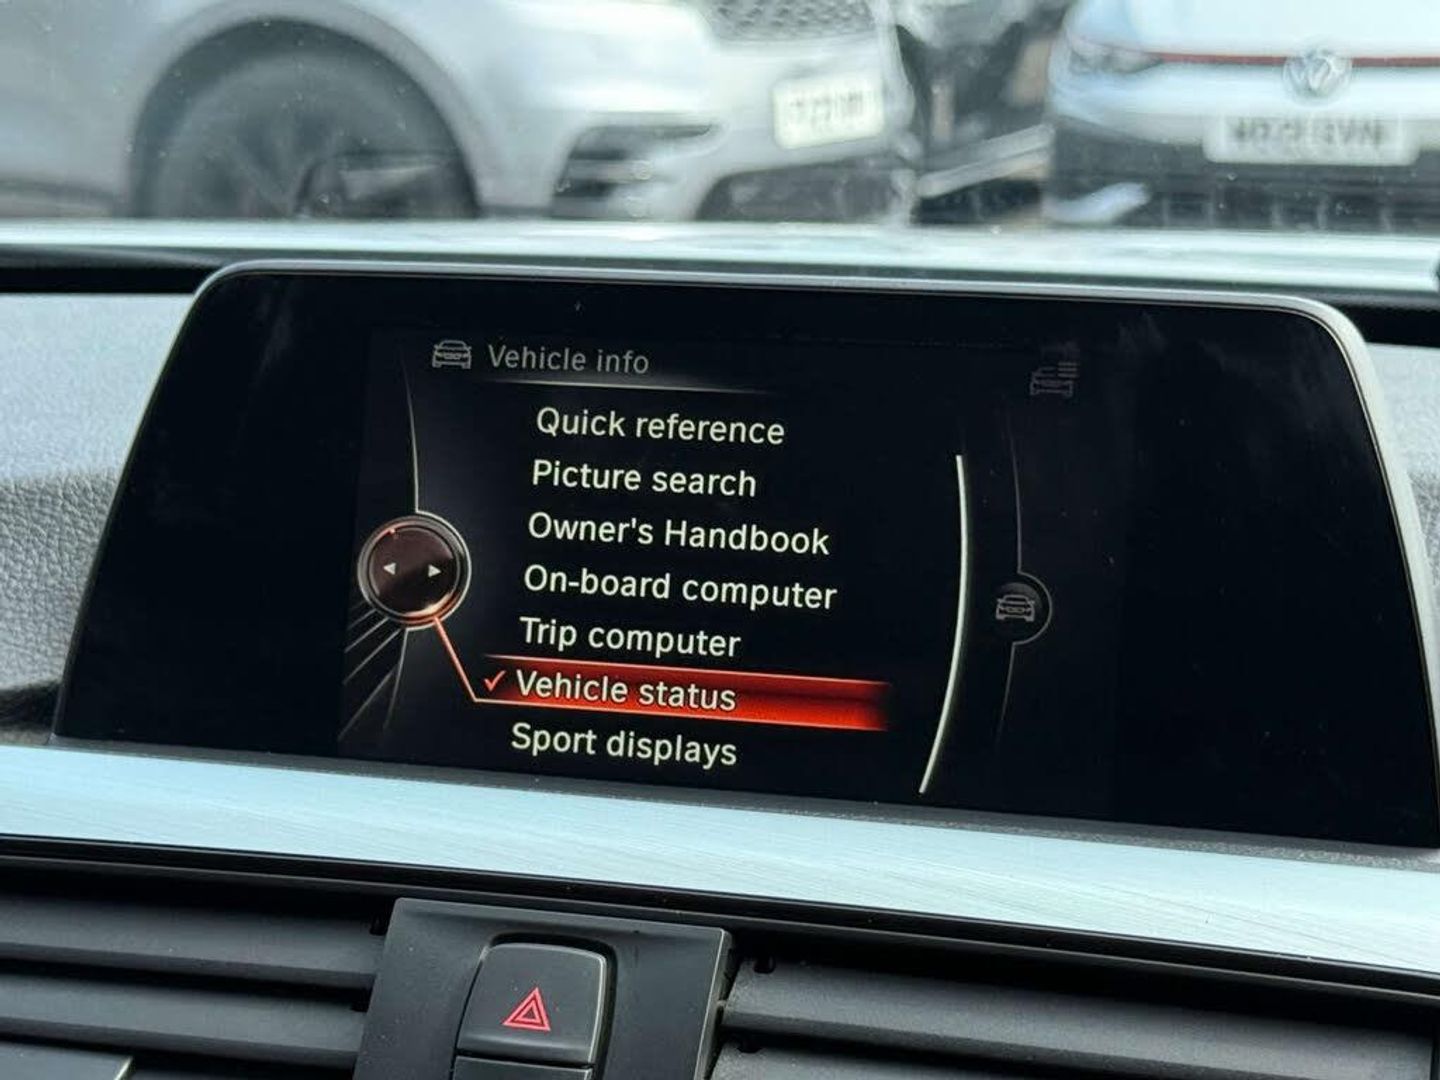 Vehicle info
Quick reference
Picture search
Owner's Handbook
On-board computer
Trip computer
Vehicle status
Sport displays